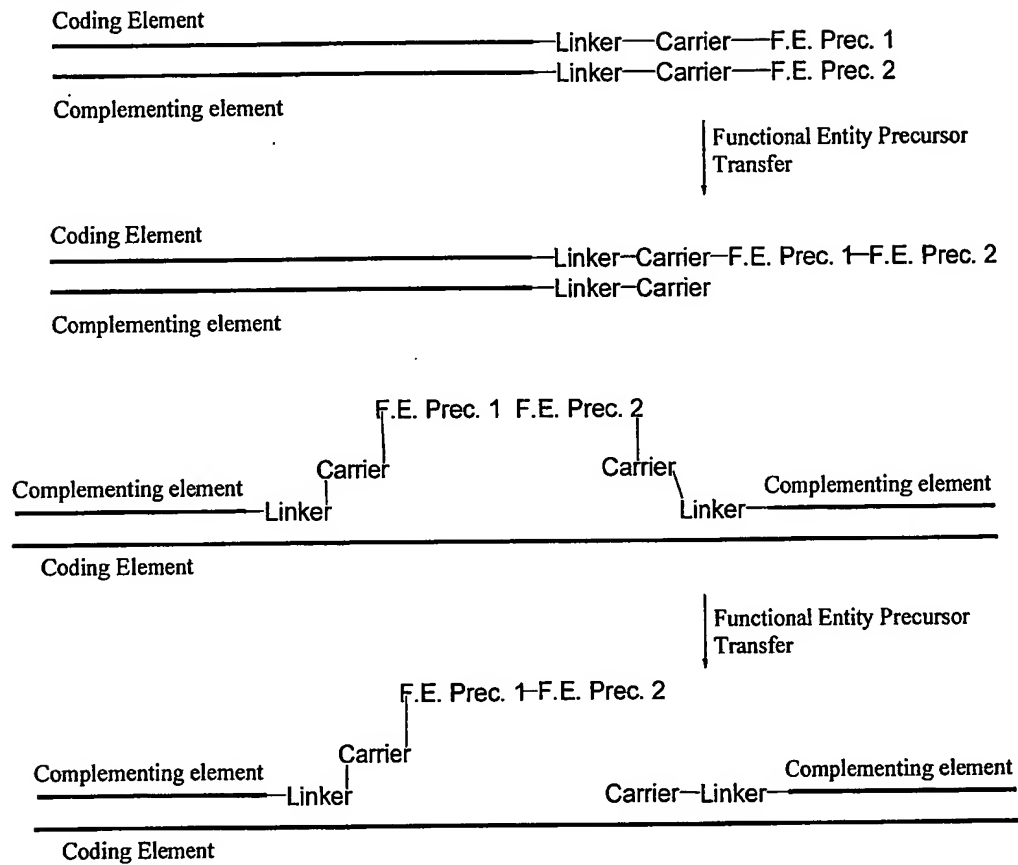 Coding Element
Linker—Carrier—F.E. Prec. 1
Linker—Carrier—F.E. Prec. 2
Complementing element
Functional Entity Precursor
Transfer
Coding Element
Linker—Carrier—F.E. Prec. 1—F.E. Prec. 2
Linker—Carrier
Complementing element
F.E. Prec. 1 F.E. Prec. 2
Carrier Carrier
Complementing element Linker Linker Complementing element
Coding Element
Functional Entity Precursor
Transfer
F.E. Prec. 1—F.E. Prec. 2
Carrier
Complementing element Linker Carrier—Linker Complementing element
Coding Element